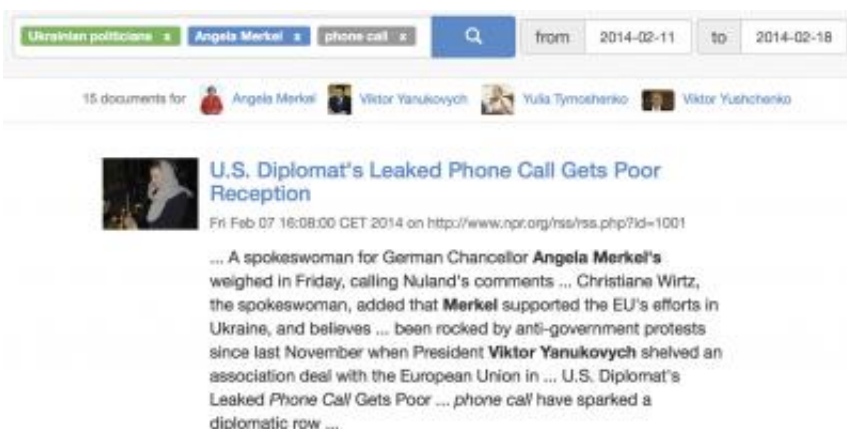 Ukrainian politicians x Angela Merkel x phone call x from 2014-02-11 to 2014-02-18
15 documents for Angela Merkel Viktor Yanukovych Yulia Tymoshenko Viktor Yushchenko
U.S. Diplomat's Leaked Phone Call Gets Poor
Reception
Fri Feb 07 16:08:00 CET 2014 on http://www.npr.org/rss/rss.php?id=1001
... A spokeswoman for German Chancellor Angela Merkel's
weighed in Friday, calling Nuland's comments ... Christiane Wirtz,
the spokeswoman, added that Merkel supported the EU's efforts in
Ukraine, and believes ... been rocked by anti-government protests
since last November when President Viktor Yanukovych shelved an
association deal with the European Union in ... U.S. Diplomat's
Leaked Phone Call Gets Poor ... phone call have sparked a
diplomatic row ...